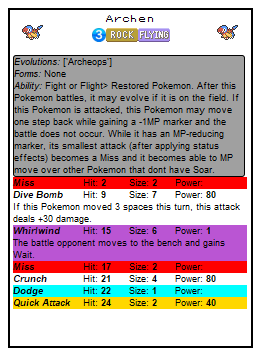 Archen
3 ROCK FLYING
Evolutions: ['Archeops']
Forms: None
Ability: Fight or Flight> Restored Pokemon. After this
Pokemon battles, it may evolve if it is on the field. If
this Pokemon is attacked, this Pokemon may move
one step back while gaining a -1MP marker and the
battle does not occur. While it has an MP-reducing
marker, its smallest attack (after applying status
effects) becomes a Miss and it becomes able to MP
move over other Pokemon that dont have Soar.
Miss Hit: 2 Size: 2 Power:
Dive Bomb Hit: 9 Size: 7 Power: 80
If this Pokemon moved 3 spaces this turn, this attack
deals +30 damage.
Whirlwind Hit: 15 Size: 6 Power: 1
The battle opponent moves to the bench and gains
Wait.
Miss Hit: 17 Size: 2 Power:
Crunch Hit: 21 Size: 4 Power: 80
Dodge Hit: 22 Size: 1 Power:
Quick Attack Hit: 24 Size: 2 Power: 40